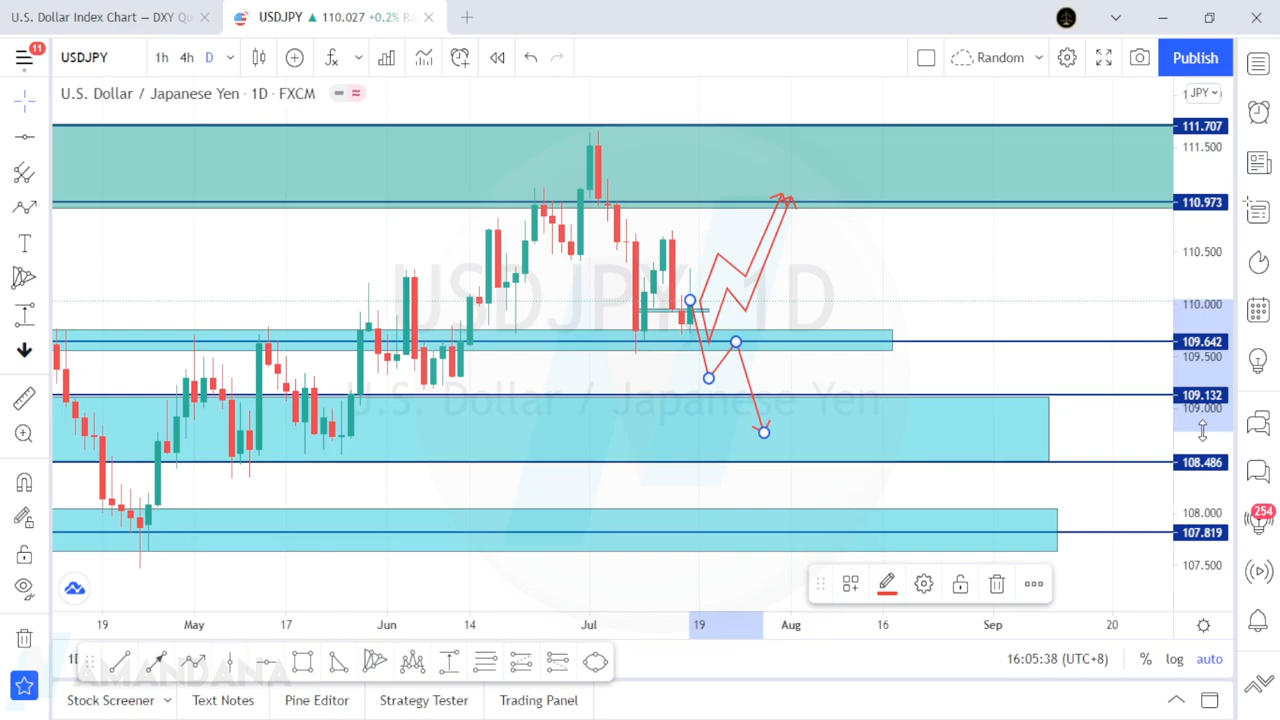 U.S. Dollar Index Chart — DXY Qu
USDJPY ▲ 110.027 +0.2% Ra
11
USDJPY
1h 4h D
Random
Publish
U.S. Dollar / Japanese Yen · 1D · FXCM
JPY
111.707
111.500
110.973
110.500
USDJPY, 1D
110.000
109.642
109.500
109.132
109.000
U.S. Dollar / Japanese Yen
108.486
108.000
254
107.819
107.500
19 May 17 Jun 14 Jul 19 Aug 16 Sep 20
16:05:38 (UTC+8) % log auto
AMANDANA
Stock Screener Text Notes Pine Editor Strategy Tester Trading Panel